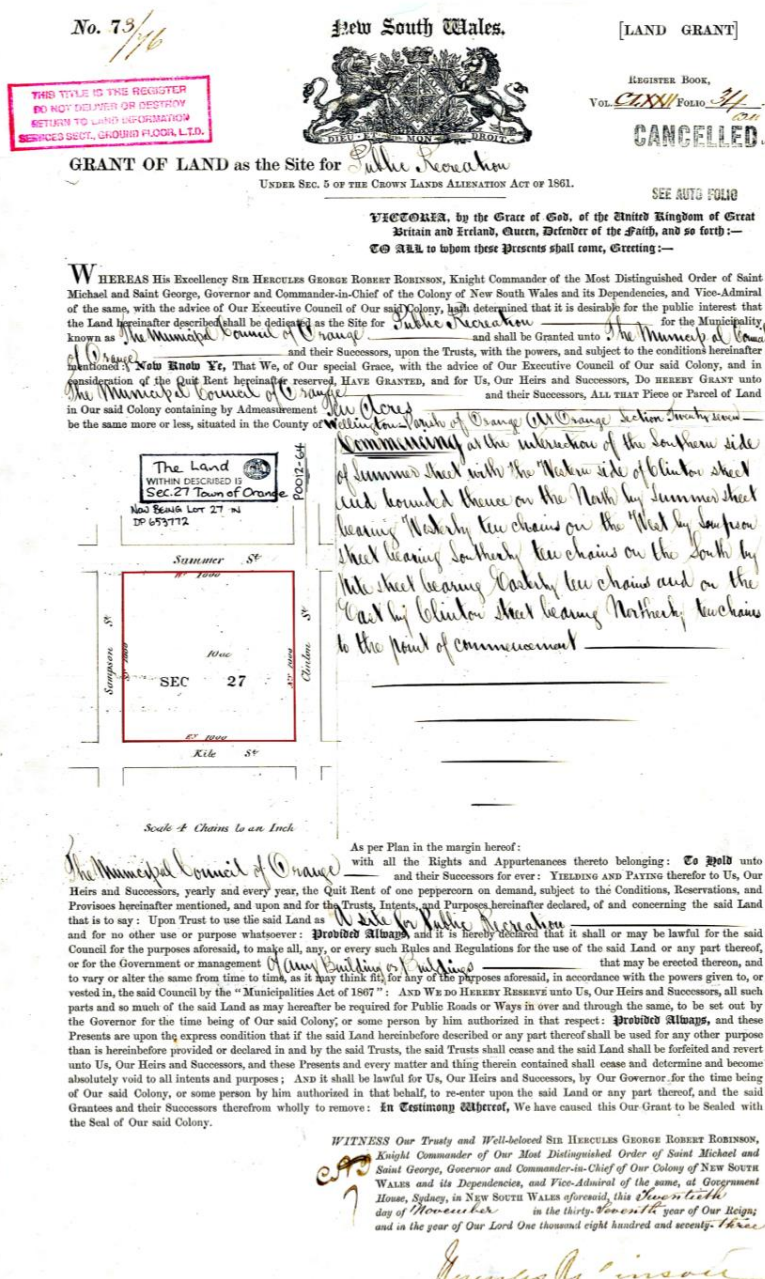 No. 73/76
New South Wales.
[LAND GRANT]
THIS TITLE IS THE REGISTER
DO NOT DELIVER OR DESTROY
RETURN TO LAND INFORMATION
SERVICES SECT., GROUND FLOOR, L.T.O.
DIEU ET MON DROIT
REGISTER BOOK,
VOL. CLXXII FOLIO 34
CANCELLED
SEE AUTO FOLIO
GRANT OF LAND as the Site for Public Recreation
UNDER SEC. 5 OF THE CROWN LANDS ALIENATION ACT OF 1861.
VICTORIA, by the Grace of God, of the United Kingdom of Great
Britain and Ireland, Queen, Defender of the Faith, and so forth:—
TO ALL to whom these Presents shall come, Greeting:—
WHEREAS His Excellency SIR HERCULES GEORGE ROBERT ROBINSON, Knight Commander of the Most Distinguished Order of Saint
Michael and Saint George, Governor and Commander-in-Chief of the Colony of New South Wales and its Dependencies, and Vice-Admiral
of the same, with the advice of Our Executive Council of Our said Colony, hath determined that it is desirable for the public interest that
the Land hereinafter described shall be dedicated as the Site for Public Recreation for the Municipality
known as The Municipal Council of Orange and shall be Granted unto The Municipal Council
of Orange and their Successors, upon the Trusts, with the powers, and subject to the conditions hereinafter
mentioned: Now Know Ye, That We, of our special Grace, with the advice of Our Executive Council of Our said Colony, and in
consideration of the Quit Rent hereinafter reserved, HAVE GRANTED, and for Us, Our Heirs and Successors, DO HEREBY GRANT unto
The Municipal Council of Orange and their Successors, ALL THAT Piece or Parcel of Land
in Our said Colony containing by Admeasurement Ten Acres
be the same more or less, situated in the County of Wellington Parish of Orange At Orange Section Twenty seven
Commencing at the intersection of the Southern side
of Summer street with the Western side of Clinton street
and bounded thence on the North by Summer street
bearing Westerly ten chains on the West by Sampson
street bearing Southerly ten chains on the South by
Kite street bearing Easterly ten chains and on the
East by Clinton street bearing Northerly ten chains
to the point of commencement
The Land
WITHIN DESCRIBED IS
Sec. 27 Town of Orange
NOW BEING LOT 27 IN
DP 653772
P0012-64
Summer St
Wt 1000
Sampson St
Sth 1000
10ac
SEC 27
Nth 1000
Clinton St
Et 1000
Kite St
Scale 4 Chains to an Inch
As per Plan in the margin hereof:
with all the Rights and Appurtenances thereto belonging: To Hold unto
The Municipal Council of Orange and their Successors for ever: YIELDING AND PAYING therefor to Us, Our
Heirs and Successors, yearly and every year, the Quit Rent of one peppercorn on demand, subject to the Conditions, Reservations, and
Provisoes hereinafter mentioned, and upon and for the Trusts, Intents, and Purposes hereinafter declared, of and concerning the said Land
that is to say: Upon Trust to use the said Land as A site for Public Recreation
and for no other use or purpose whatsoever: Provided Always, and it is hereby declared that it shall or may be lawful for the said
Council for the purposes aforesaid, to make all, any, or every such Rules and Regulations for the use of the said Land or any part thereof,
or for the Government or management of any Building or Buildings that may be erected thereon, and
to vary or alter the same from time to time, as it may think fit, for any of the purposes aforesaid, in accordance with the powers given to, or
vested in, the said Council by the "Municipalities Act of 1867": AND WE DO HEREBY RESERVE unto Us, Our Heirs and Successors, all such
parts and so much of the said Land as may hereafter be required for Public Roads or Ways in over and through the same, to be set out by
the Governor for the time being of Our said Colony, or some person by him authorized in that respect: Provided Always, and these
Presents are upon the express condition that if the said Land hereinbefore described or any part thereof shall be used for any other purpose
than is hereinbefore provided or declared in and by the said Trusts, the said Trusts shall cease and the said Land shall be forfeited and revert
unto Us, Our Heirs and Successors, and these Presents and every matter and thing therein contained shall cease and determine and become
absolutely void to all intents and purposes; AND it shall be lawful for Us, Our Heirs and Successors, by Our Governor for the time being
of Our said Colony, or some person by him authorized in that behalf, to re-enter upon the said Land or any part thereof, and the said
Grantees and their Successors therefrom wholly to remove: In Testimony Whereof, We have caused this Our Grant to be Sealed with
the Seal of Our said Colony.
WITNESS Our Trusty and Well-beloved SIR HERCULES GEORGE ROBERT ROBINSON,
Knight Commander of Our Most Distinguished Order of Saint Michael and
Saint George, Governor and Commander-in-Chief of Our Colony of NEW SOUTH
WALES and its Dependencies, and Vice-Admiral of the same, at Government
House, Sydney, in NEW SOUTH WALES aforesaid, this Twentieth
day of November in the thirty-Seventh year of Our Reign;
and in the year of Our Lord One thousand eight hundred and seventy-three
Hercules Robinson